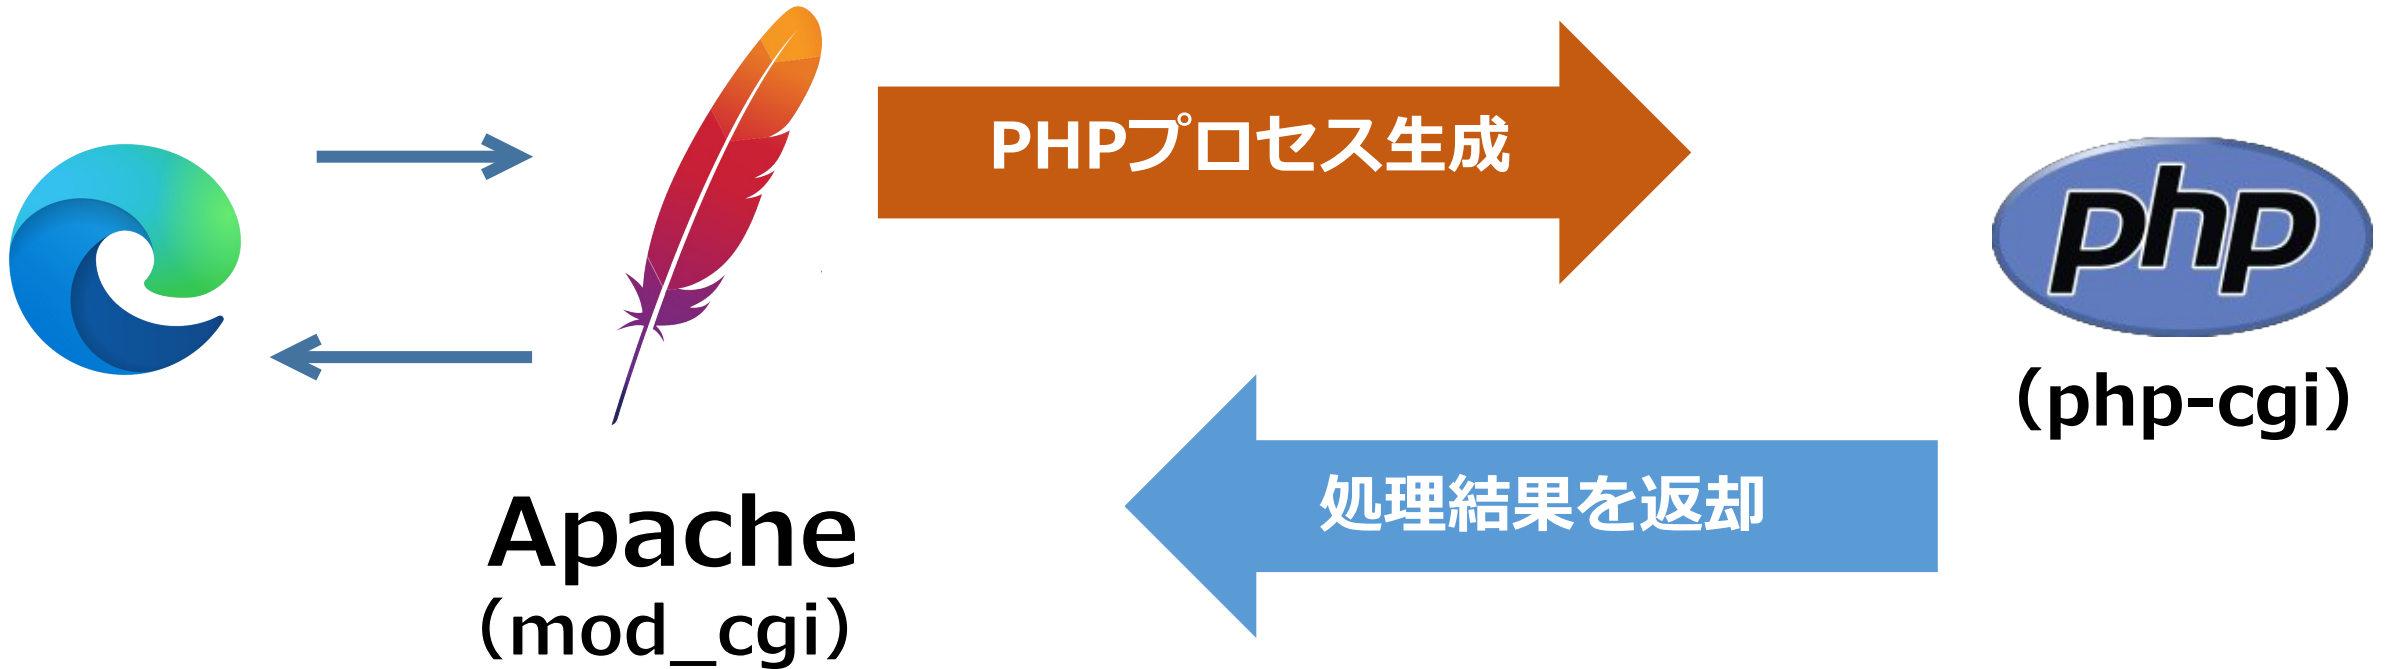 PHPプロセス生成
php
（php-cgi）
処理結果を返却
Apache
（mod_cgi）